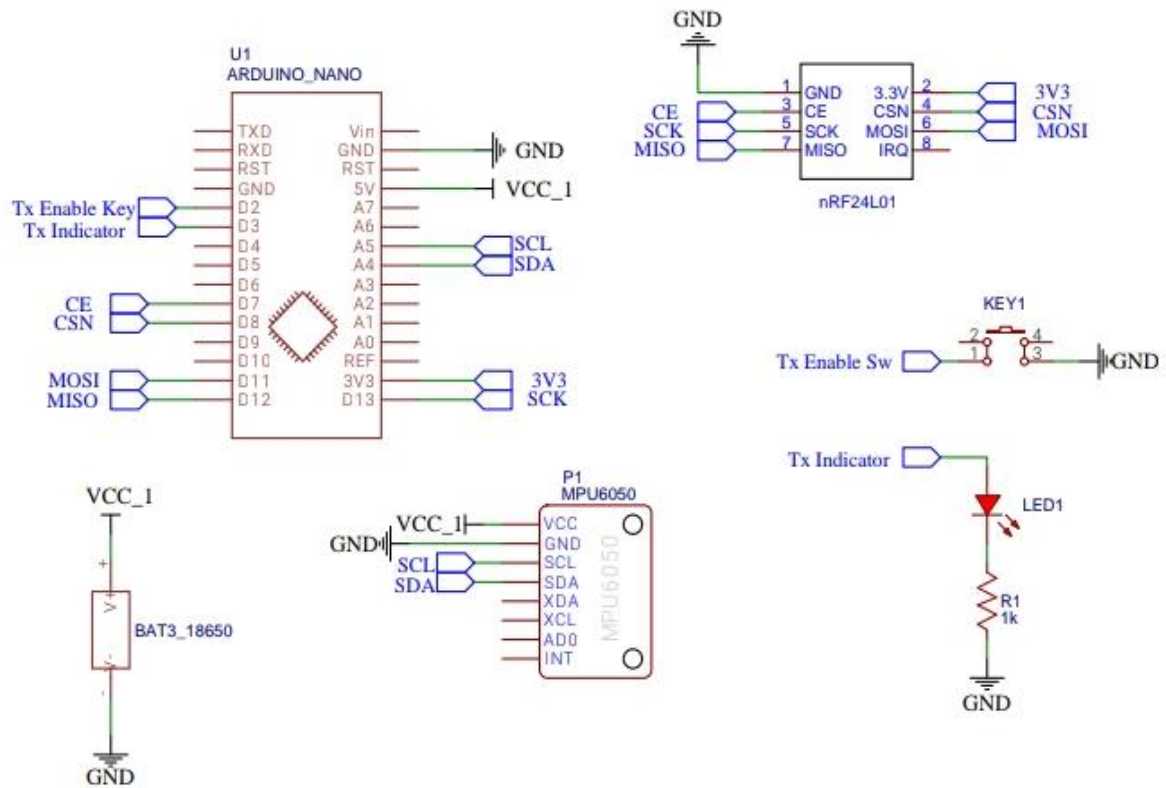 U1
ARDUINO_NANO
TXD
RXD
RST
GND
D2
D3
D4
D5
D6
D7
D8
D9
D10
D11
D12
Vin
GND
RST
5V
A7
A6
A5
A4
A3
A2
A1
A0
REF
3V3
D13
Tx Enable Key
Tx Indicator
CE
CSN
MOSI
MISO
GND
VCC_1
SCL
SDA
3V3
SCK
GND
CE
SCK
MISO
1
3
5
7
GND
CE
SCK
MISO
3.3V
CSN
MOSI
IRQ
2
4
6
8
3V3
CSN
MOSI
nRF24L01
KEY1
2
4
1
3
Tx Enable Sw
GND
Tx Indicator
LED1
R1
1k
GND
VCC_1
+
V+
V-
-
BAT3_18650
GND
P1
MPU6050
VCC_1
GND
SCL
SDA
VCC
GND
SCL
SDA
XDA
XCL
AD0
INT
MPU6050